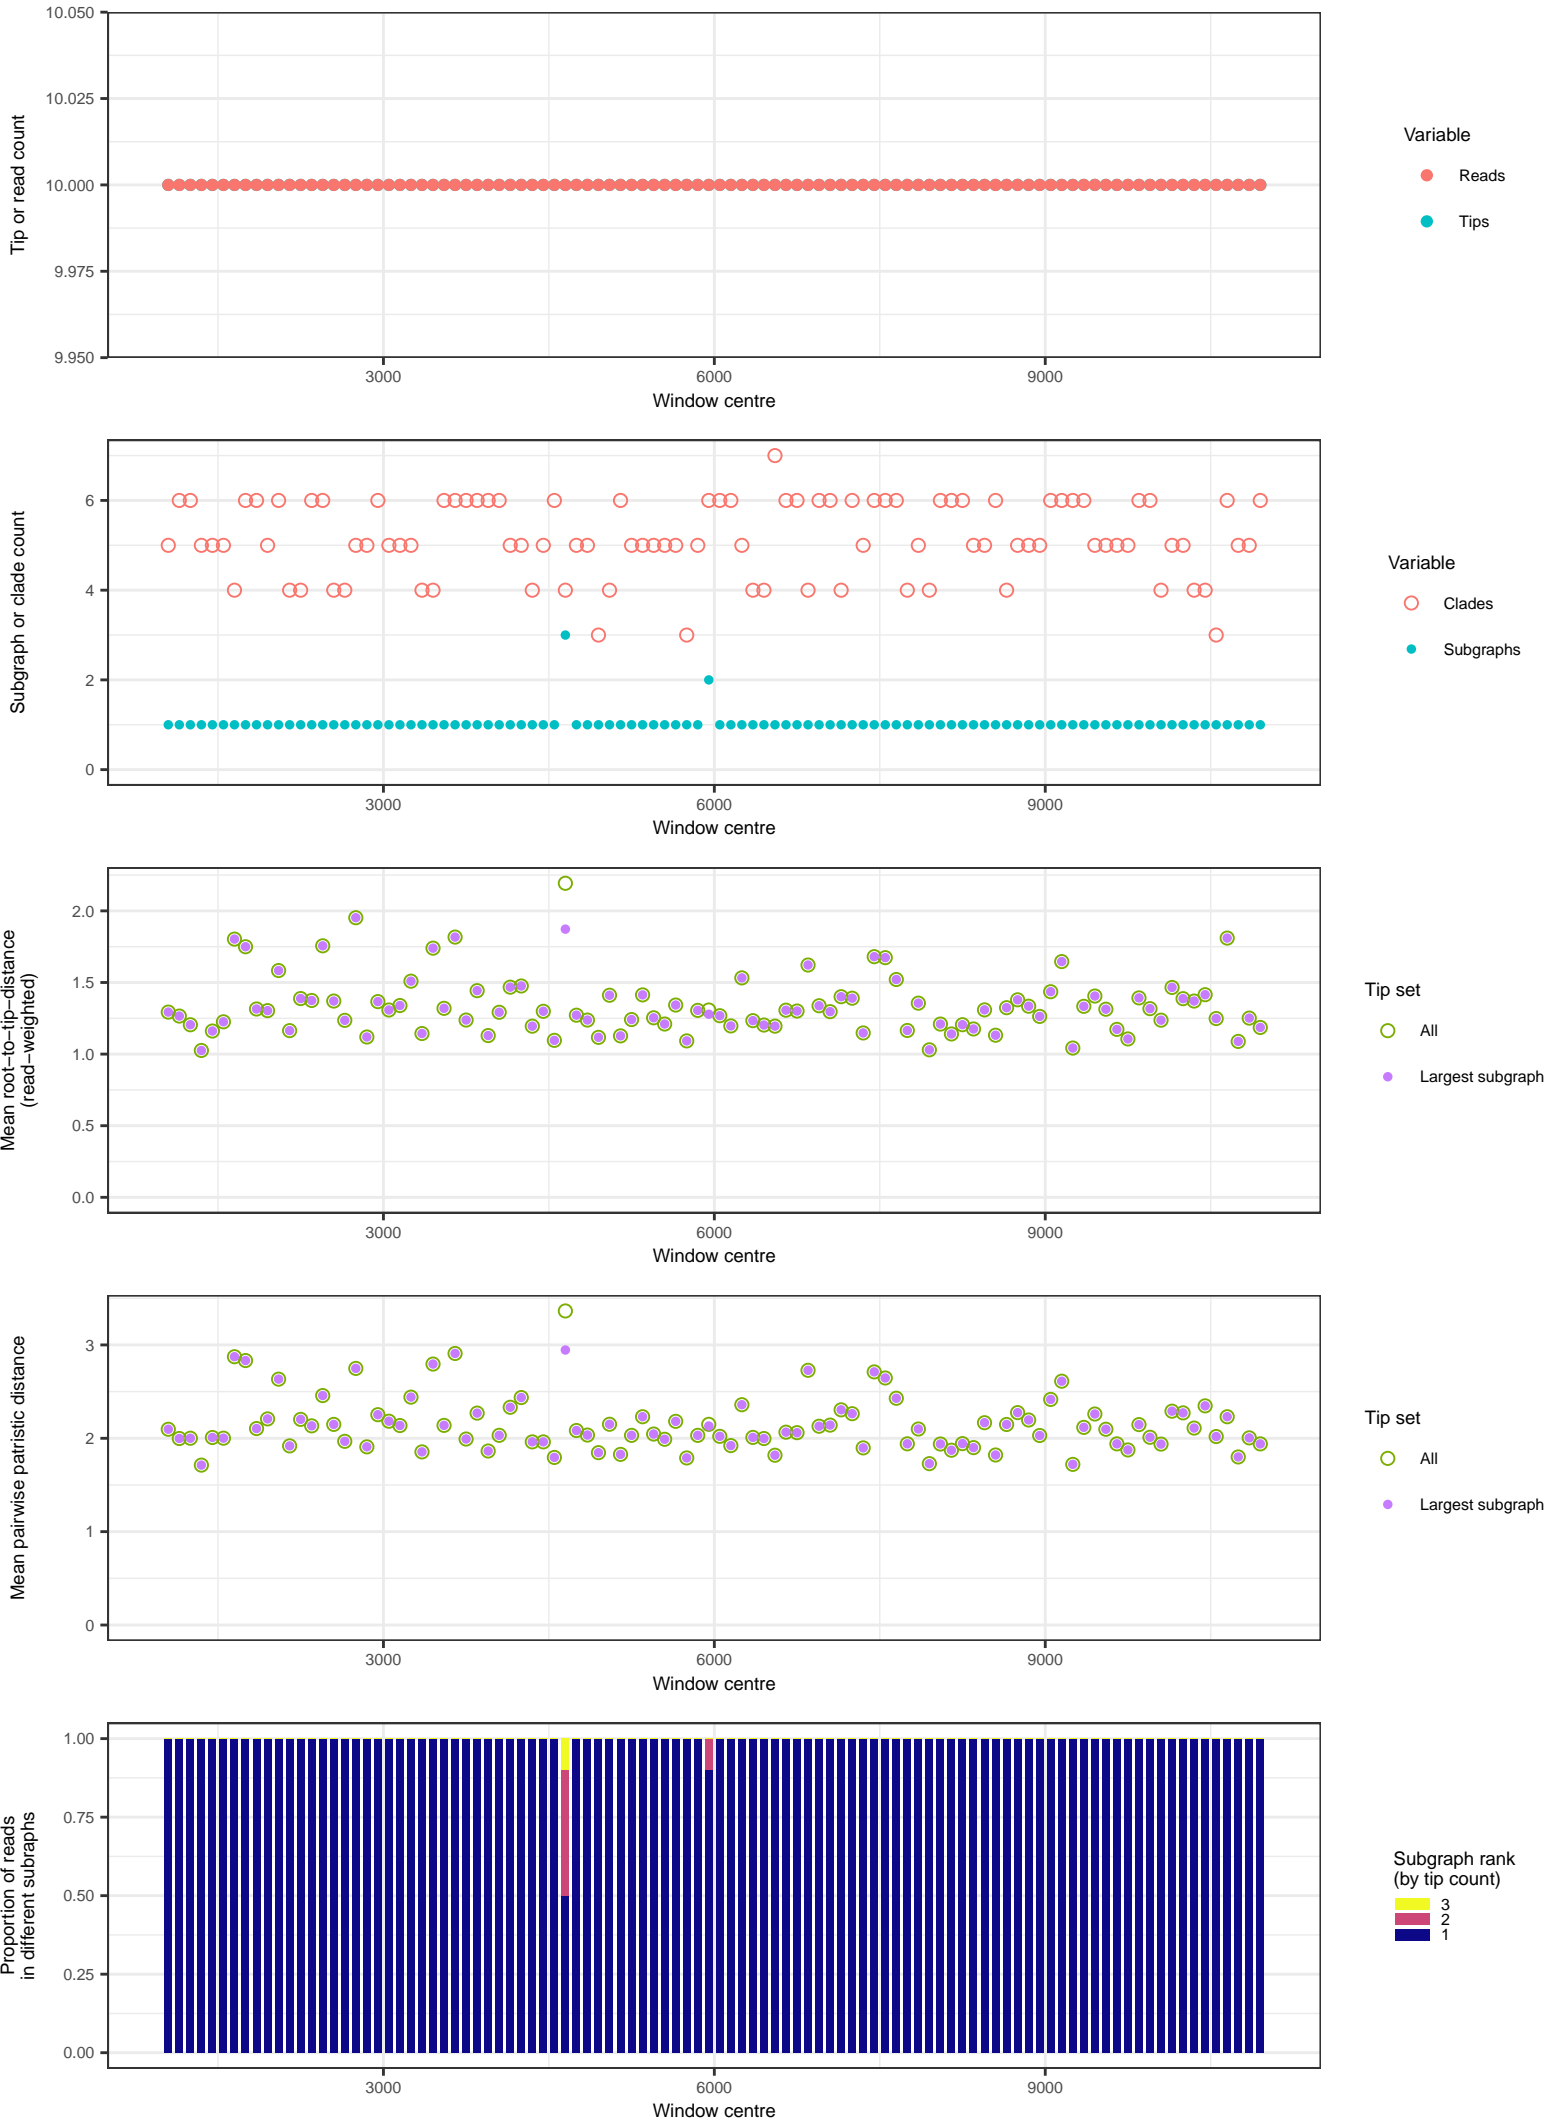 10.050
10.025
10.000
9.975
9.950
Tip or read count
3000
6000
9000
Window centre
Variable
Reads
Tips
6
4
2
0
Subgraph or clade count
3000
6000
9000
Window centre
Variable
Clades
Subgraphs
2.0
1.5
1.0
0.5
0.0
Mean root−to−tip−distance
(read−weighted)
3000
6000
9000
Window centre
Tip set
All
Largest subgraph
3
2
1
0
Mean pairwise patristic distance
3000
6000
9000
Window centre
Tip set
All
Largest subgraph
1.00
0.75
0.50
0.25
0.00
Proportion of reads
in different subraphs
3000
6000
9000
Window centre
Subgraph rank
(by tip count)
3
2
1